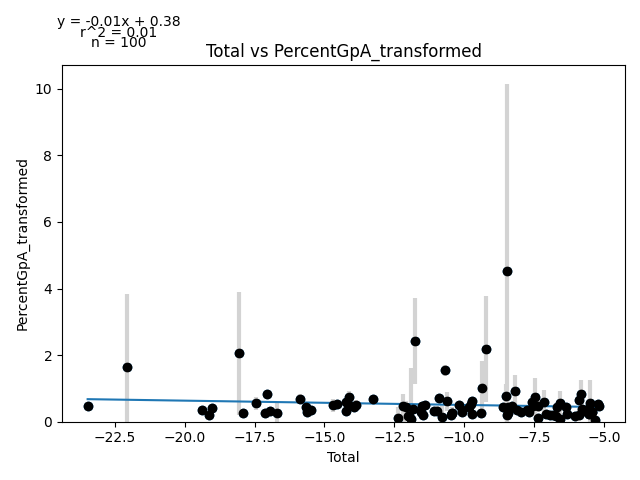 y = -0.01x + 0.38
r^2 = 0.01
n = 100
Total vs PercentGpA_transformed
PercentGpA_transformed
10
8
6
4
2
0
−22.5
−20.0
−17.5
−15.0
−12.5
−10.0
−7.5
−5.0
Total